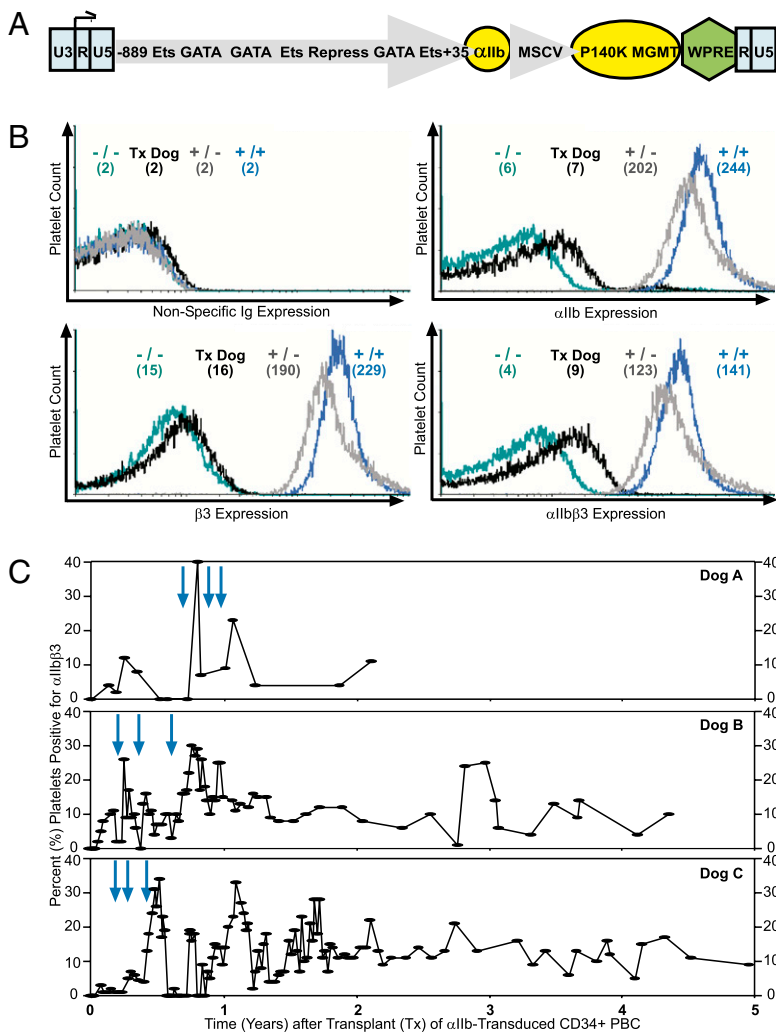 A
U3 R U5 -889 Ets GATA GATA Ets Repress GATA Ets+35 αIIb MSCV P140K MGMT WPRE R U5
B
-/- Tx Dog +/- +/+
(2) (2) (2) (2)
Platelet Count
Non-Specific Ig Expression
-/- Tx Dog +/- +/+
(6) (7) (202) (244)
Platelet Count
αIIb Expression
-/- Tx Dog +/- +/+
(15) (16) (190) (229)
Platelet Count
β3 Expression
-/- Tx Dog +/- +/+
(4) (9) (123) (141)
Platelet Count
αIIbβ3 Expression
C
Percent (%) Platelets Positive for αIIbβ3
40 Dog A 40
30 30
20 20
10 10
0 0
40 Dog B 40
30 30
20 20
10 10
0 0
40 Dog C 40
30 30
20 20
10 10
0 0
0 1 2 3 4 5
Time (Years) after Transplant (Tx) of αIIb-Transduced CD34+ PBC